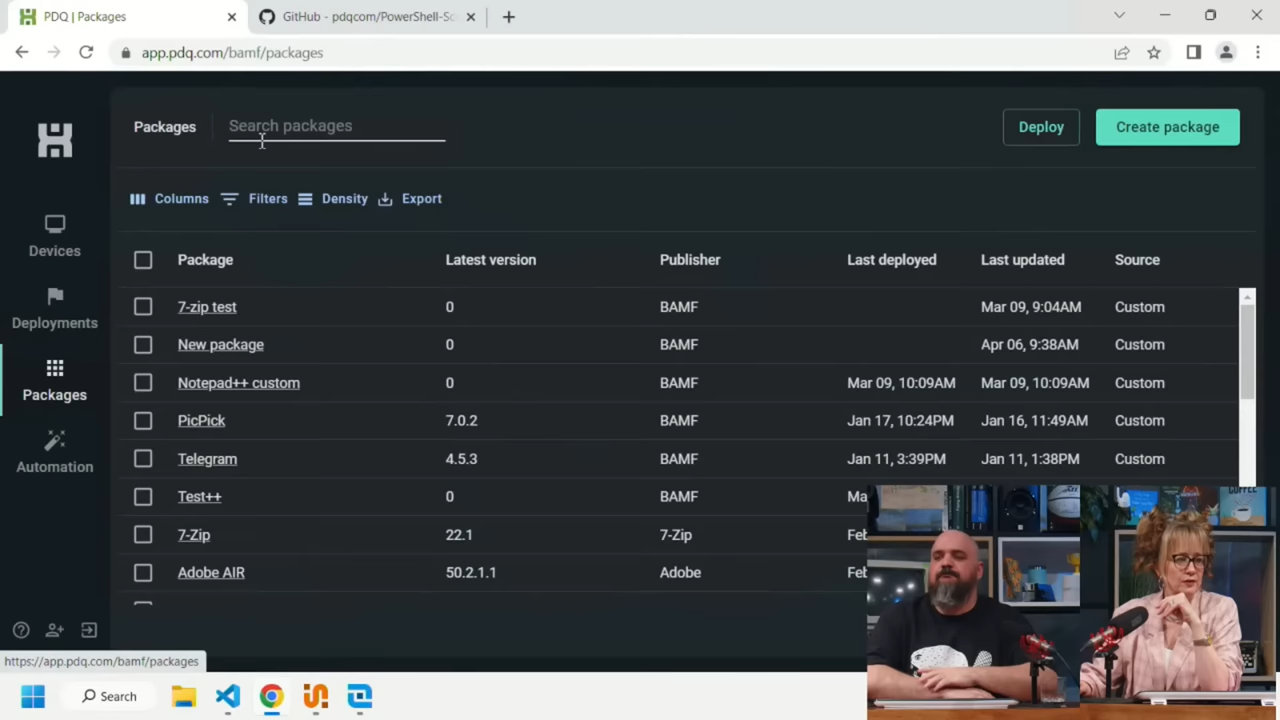 PDQ | Packages
GitHub - pdqcom/PowerShell-Sc
app.pdq.com/bamf/packages
Packages
Search packages
Deploy
Create package
Columns
Filters
Density
Export
Devices
Deployments
Packages
Automation
Package Latest version Publisher Last deployed Last updated Source
7-zip test 0 BAMF Mar 09, 9:04AM Custom
New package 0 BAMF Apr 06, 9:38AM Custom
Notepad++ custom 0 BAMF Mar 09, 10:09AM Mar 09, 10:09AM Custom
PicPick 7.0.2 BAMF Jan 17, 10:24PM Jan 16, 11:49AM Custom
Telegram 4.5.3 BAMF Jan 11, 3:39PM Jan 11, 1:38PM Custom
Test++ 0 BAMF Ma
7-Zip 22.1 7-Zip Feb
Adobe AIR 50.2.1.1 Adobe Feb
COFFEE
https://app.pdq.com/bamf/packages
Search